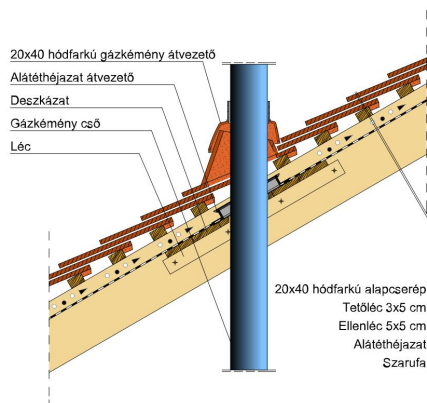 20x40 hódfarkú gázkémény átvezető
Alátéthéjazat átvezető
Deszkázat
Gázkémény cső
Léc
20x40 hódfarkú alapcserép
Tetőléc 3x5 cm
Ellenléc 5x5 cm
Alátéthéjazat
Szarufa